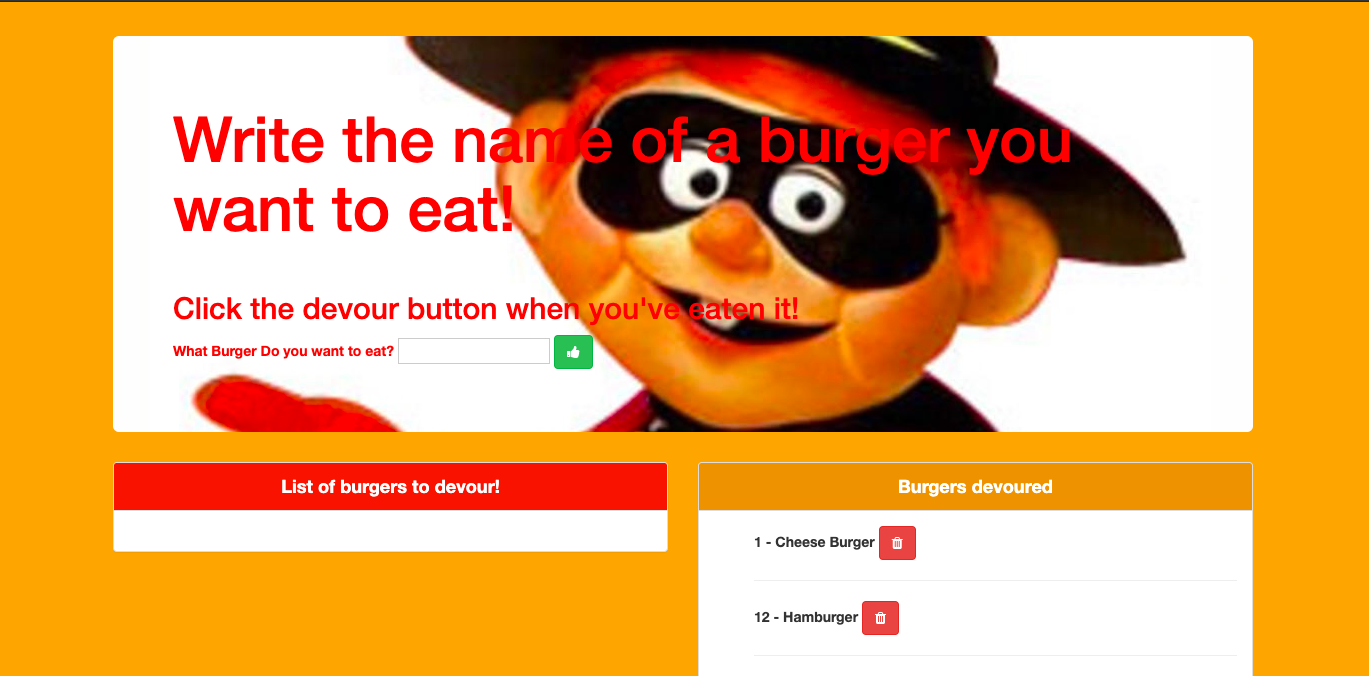 Write the name of a burger you
want to eat!
Click the devour button when you've eaten it!
What Burger Do you want to eat?
List of burgers to devour!
Burgers devoured
1 - Cheese Burger
12 - Hamburger